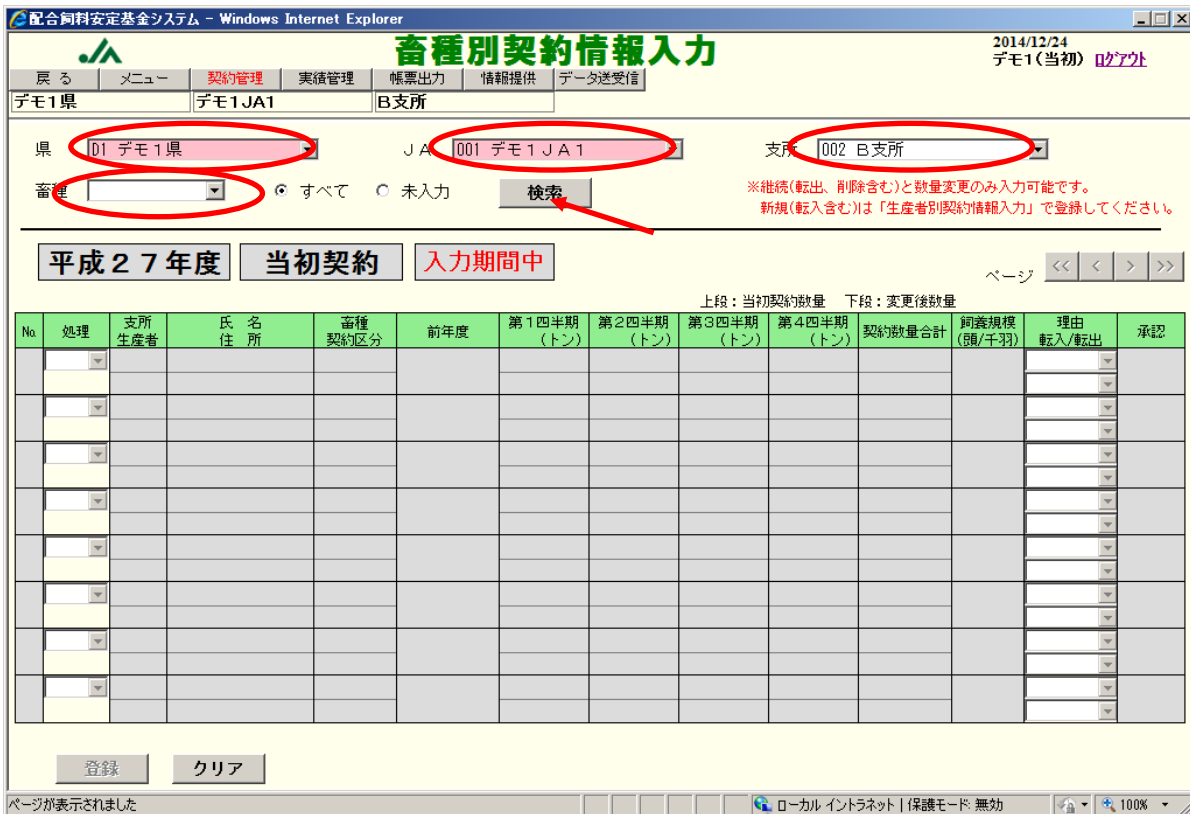 配合飼料安定基金システム - Windows Internet Explorer
JA
畜種別契約情報入力
2014/12/24
デモ1(当初) ログアウト
戻る メニュー 契約管理 実績管理 帳票出力 情報提供 データ送受信
デモ1県 デモ1JA1 B支所
県 D1 デモ1県 JA 001 デモ1JA1 支所 002 B支所
畜種 すべて 未入力 検索
※継続(転出、削除含む)と数量変更のみ入力可能です。
新規(転入含む)は「生産者別契約情報入力」で登録してください。
平成27年度 当初契約 入力期間中
ページ << < > >>
上段:当初契約数量 下段:変更後数量
No. 処理 支所 氏名 畜種 前年度 第1四半期 第2四半期 第3四半期 第4四半期 契約数量合計 飼養規模 理由 承認
生産者 住所 契約区分 (トン) (トン) (トン) (トン) (頭/千羽) 転入/転出
登録 クリア
ページが表示されました ローカル イントラネット | 保護モード: 無効 100%